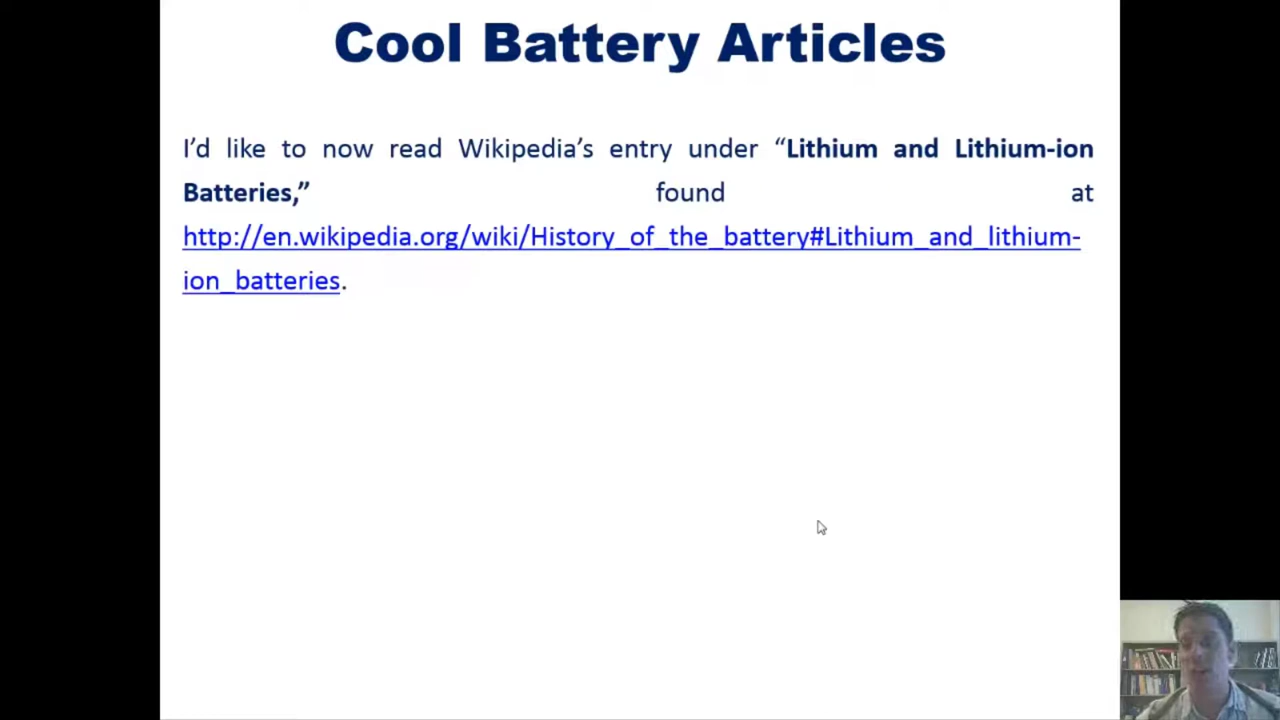 Cool Battery Articles
I’d like to now read Wikipedia’s entry under “Lithium and Lithium-ion
Batteries,” found at
http://en.wikipedia.org/wiki/History_of_the_battery#Lithium_and_lithium-
ion_batteries.